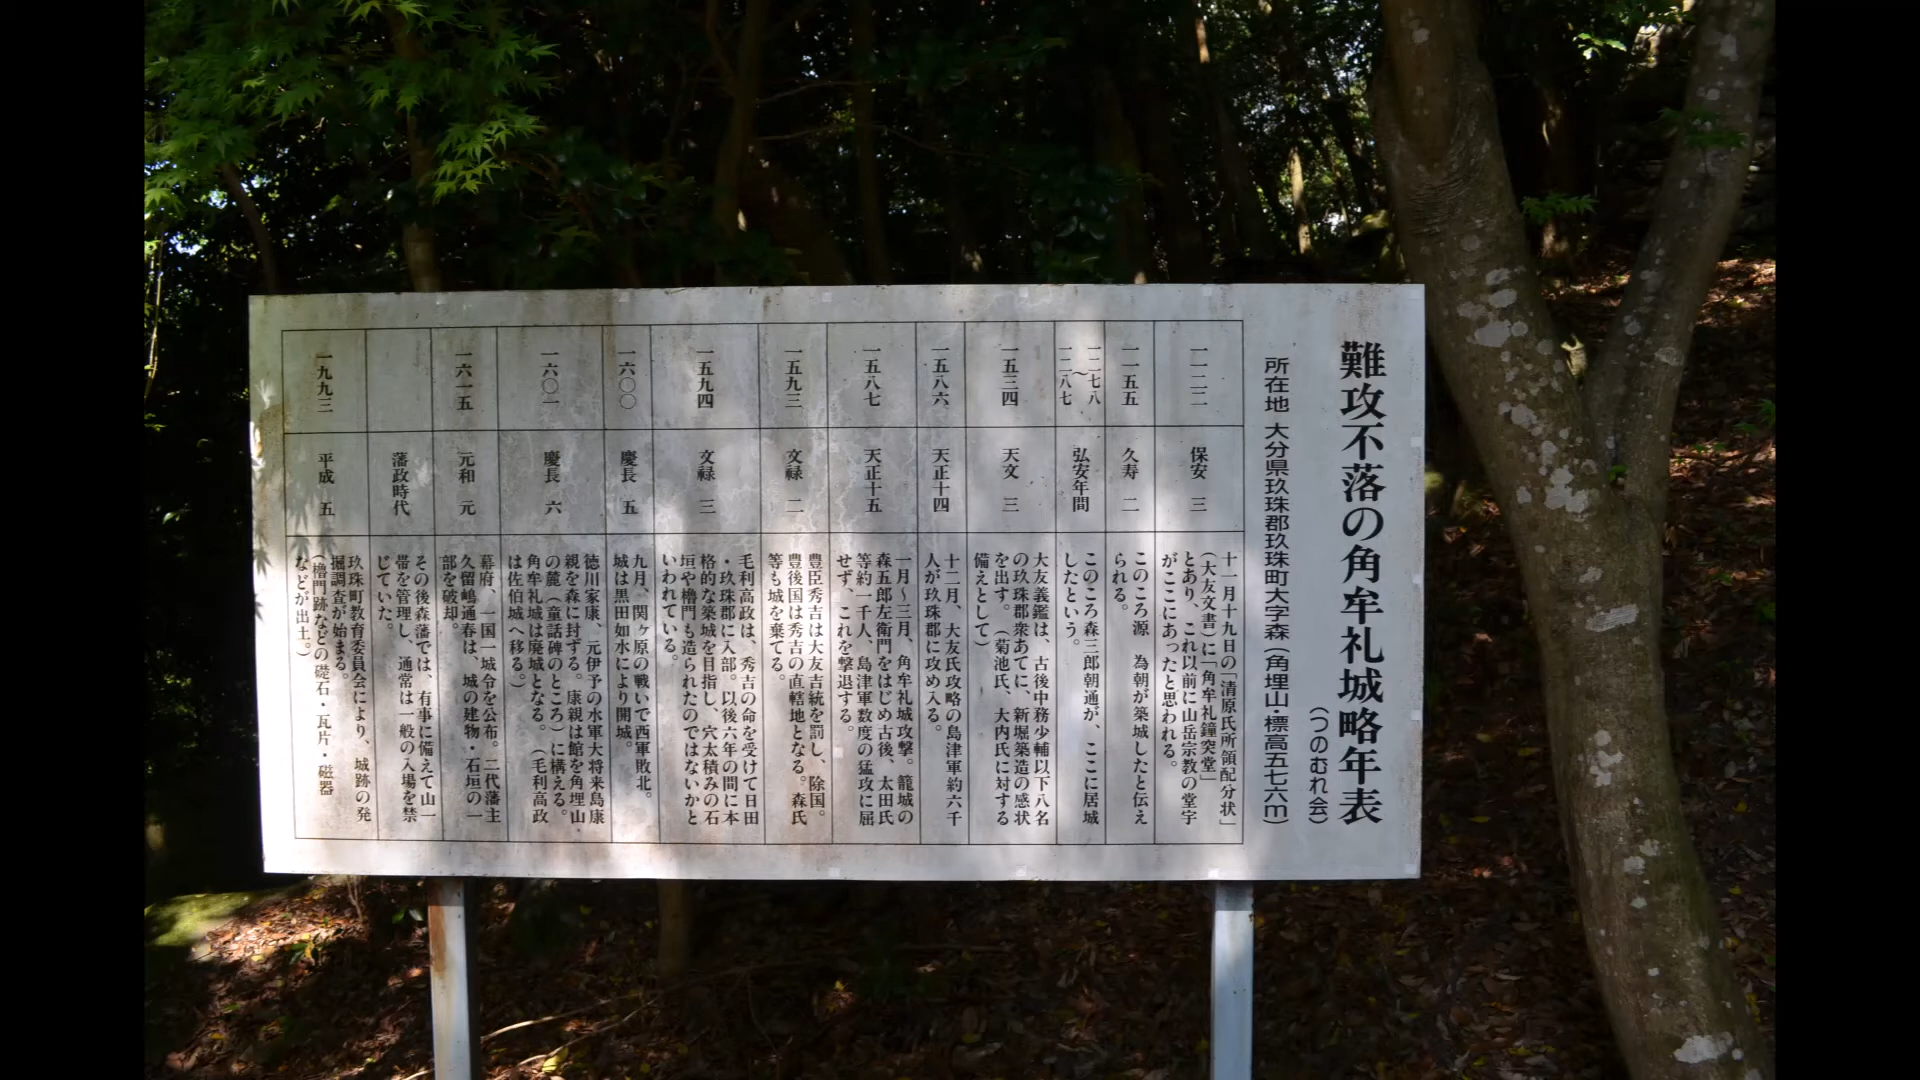 難攻不落の角牟礼城略年表
(つのむれ会)
所在地 大分県玖珠郡玖珠町大字森(角埋山・標高五七六m)
一一二二
保安 三
十一月十九日の「清原氏所領配分状」
(大友文書)に「角牟礼鐘突堂」
とあり、これ以前に山岳宗教の堂宇
がここにあったと思われる。
一一五五
久寿 二
このころ源 為朝が築城したと伝え
られる。
一二七八
〜
一二八七
弘安年間
このころ森三郎朝通が、ここに居城
したという。
一五三四
天文 三
大友義鑑は、古後中務少輔以下八名
の玖珠郡衆あてに、新堀築造の感状
を出す。(菊池氏、大内氏に対する
備えとして)
一五八六
天正十四
十二月、大友氏攻略の島津軍約六千
人が玖珠郡に攻め入る。
一五八七
天正十五
一月〜三月、角牟礼城攻撃。籠城の
森五郎左衛門をはじめ古後、太田氏
等約一千人、島津軍数度の猛攻に屈
せず、これを撃退する。
一五九三
文禄 二
豊臣秀吉は大友吉統を罰し、除国。
豊後国は秀吉の直轄地となる。森氏
等も城を棄てる。
一五九四
文禄 三
毛利高政は、秀吉の命を受けて日田
・玖珠郡に入部。以後六年の間に本
格的な築城を目指し、穴太積みの石
垣や櫓門も造られたのではないかと
いわれている。
一六〇〇
慶長 五
九月、関ヶ原の戦いで西軍敗北。
城は黒田如水により開城。
一六〇一
慶長 六
徳川家康、元伊予の水軍大将来島康
親を森に封ずる。康親は館を角埋山
の麓(童話碑のところ)に構える。
角牟礼城は廃城となる。(毛利高政
は佐伯城へ移る。)
一六一五
元和 元
幕府、一国一城令を公布。二代藩主
久留嶋通春は、城の建物・石垣の一
部を破却。
藩政時代
その後森藩では、有事に備えて山一
帯を管理し、通常は一般の入場を禁
じていた。
一九九三
平成 五
玖珠町教育委員会により、城跡の発
掘調査が始まる。
(櫓門跡などの礎石・瓦片・磁器
などが出土。)